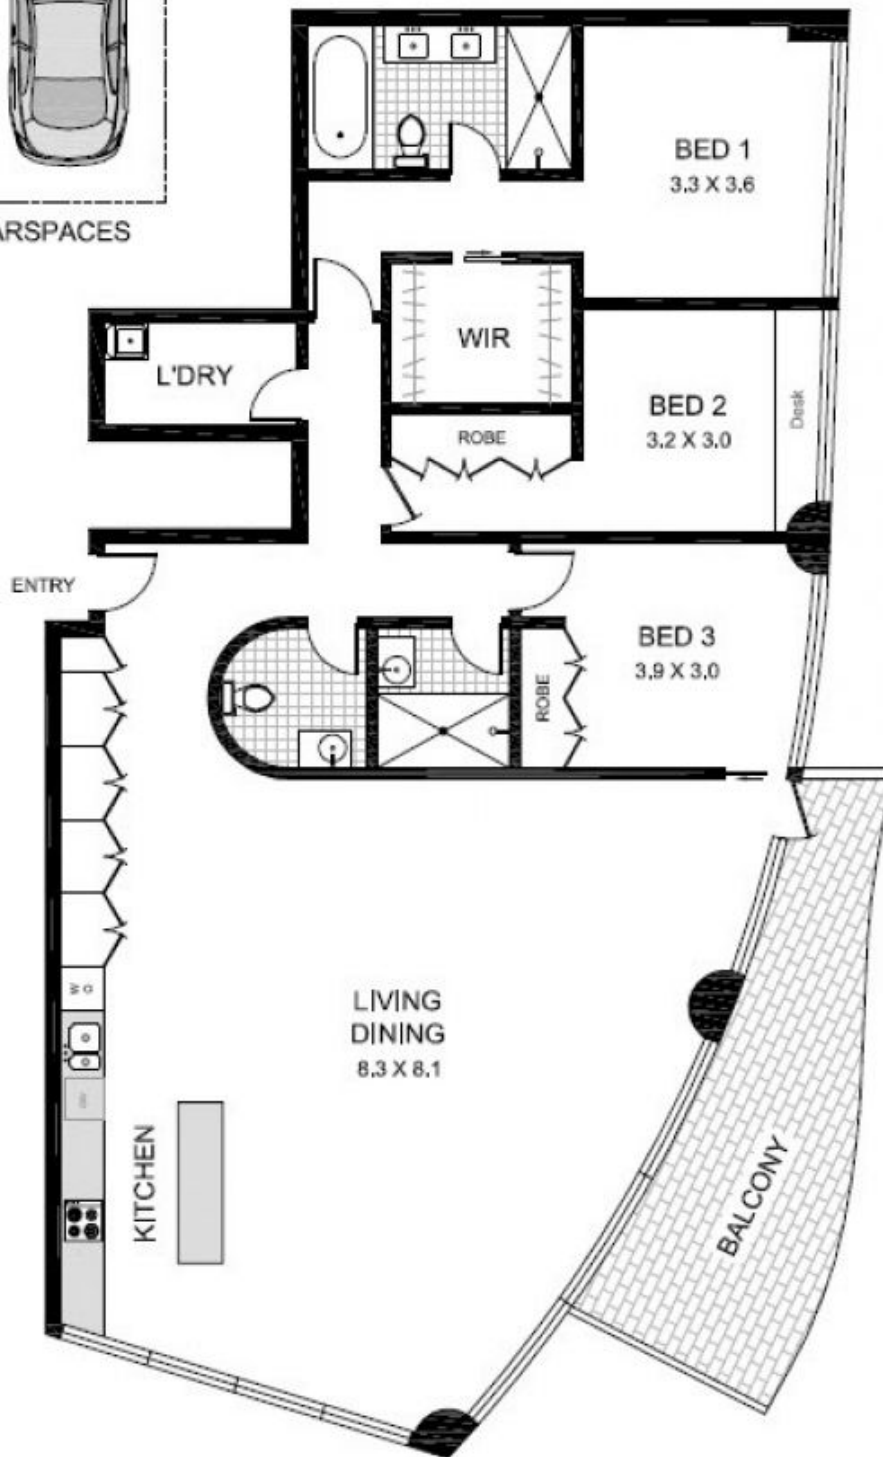 ARSPACES
BED 1
3.3 X 3.6
WIR
L'DRY
BED 2
3.2 X 3.0
Desk
ROBE
ENTRY
BED 3
3.9 X 3.0
ROBE
LIVING
DINING
8.3 X 8.1
KITCHEN
BALCONY